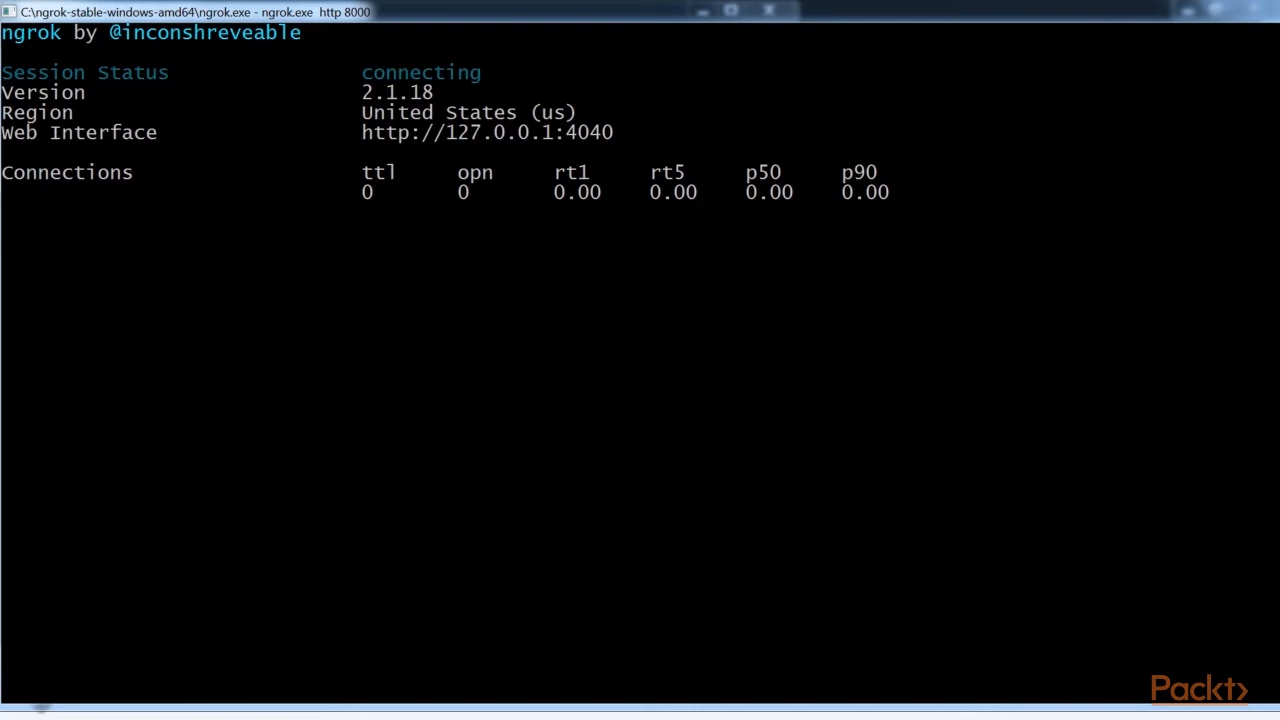 C:\ngrok-stable-windows-amd64\ngrok.exe - ngrok.exe  http 8000
ngrok by @inconshreveable
Session Status connecting
Version 2.1.18
Region United States (us)
Web Interface http://127.0.0.1:4040
Connections ttl opn rt1 rt5 p50 p90
0 0 0.00 0.00 0.00 0.00
Packt>